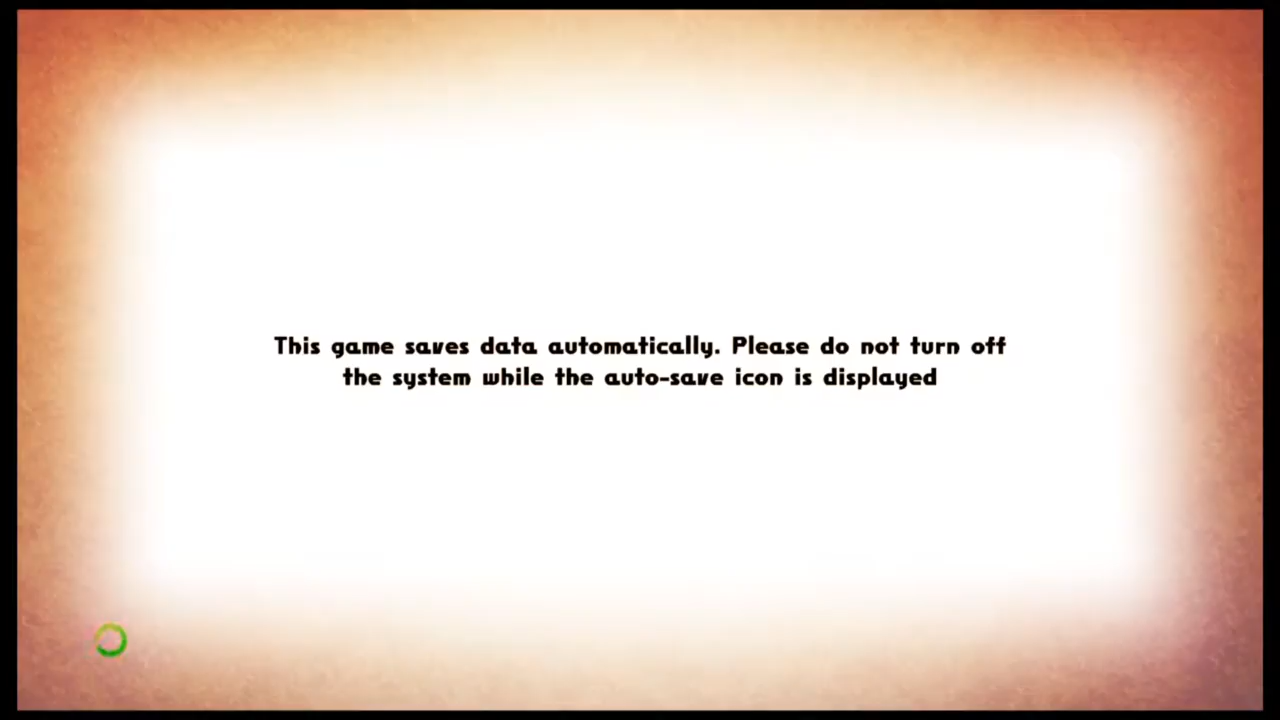 This game saves data automatically. Please do not turn off
the system while the auto-save icon is displayed